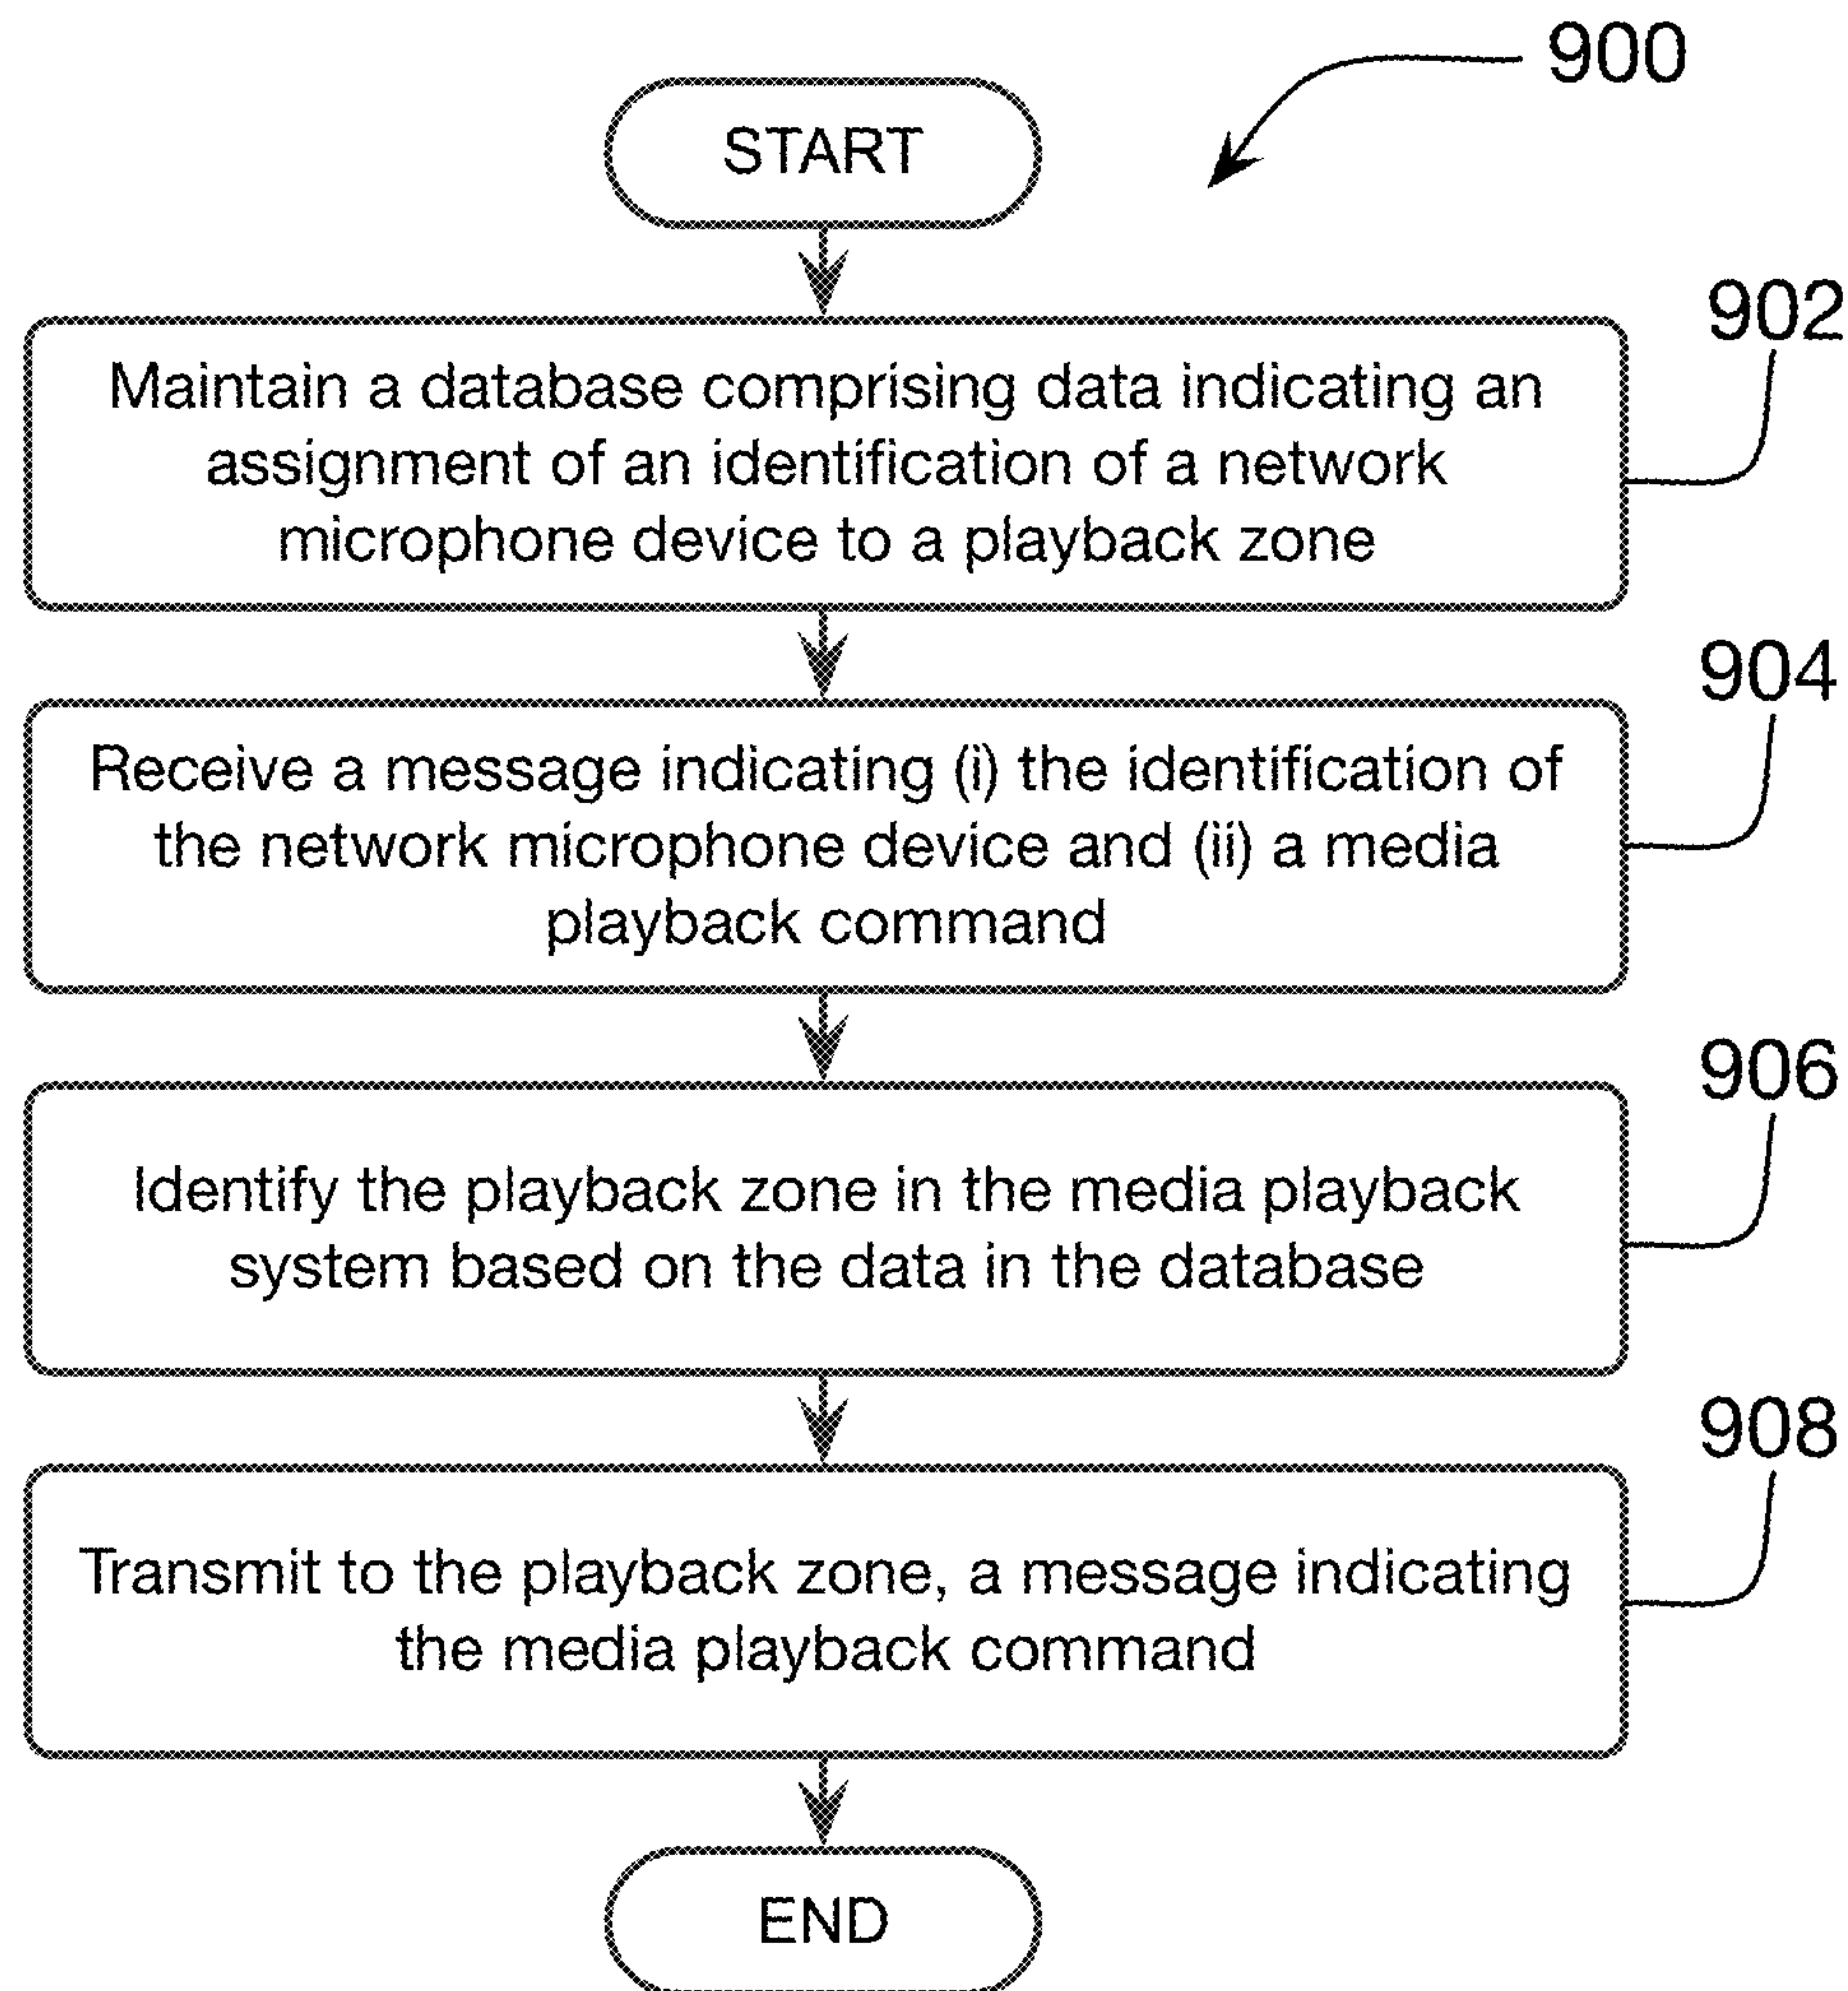 900
START
902
Maintain a database comprising data indicating an
assignment of an identification of a network
microphone device to a playback zone
904
Receive a message indicating (i) the identification of
the network microphone device and (ii) a media
playback command
906
Identify the playback zone in the media playback
system based on the data in the database
908
Transmit to the playback zone, a message indicating
the media playback command
END